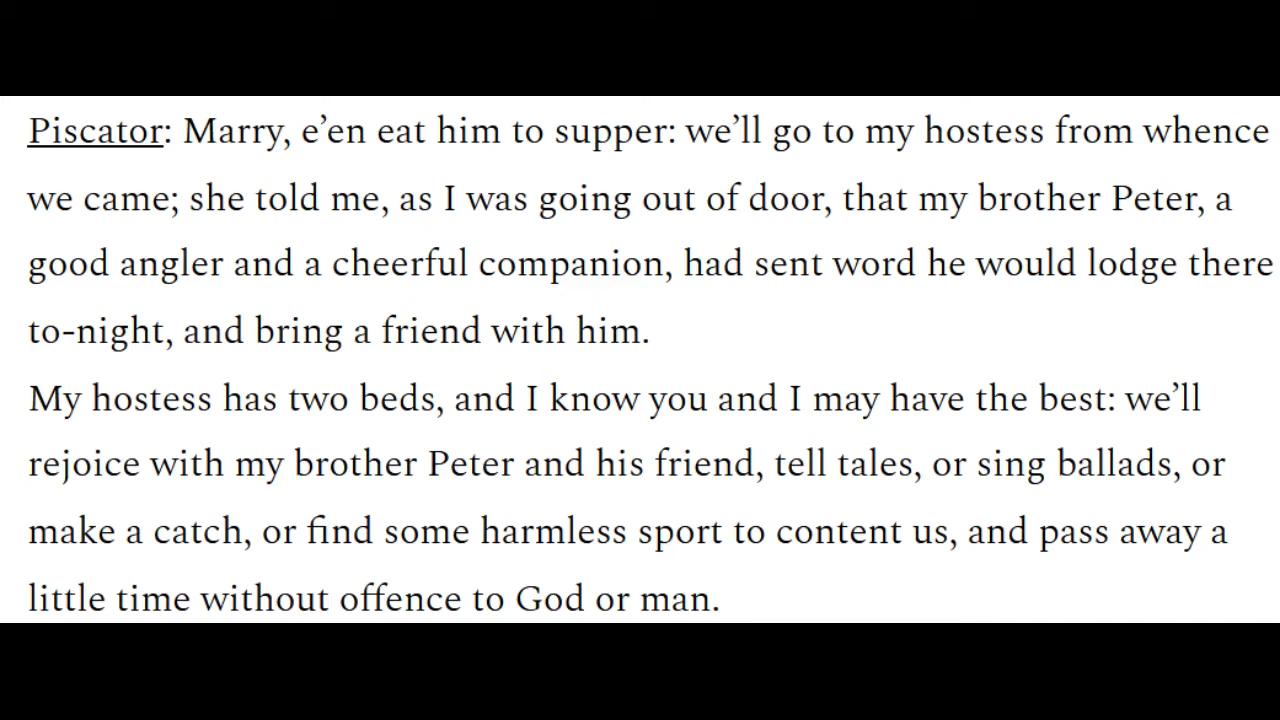 Piscator: Marry, e’en eat him to supper: we’ll go to my hostess from whence
we came; she told me, as I was going out of door, that my brother Peter, a
good angler and a cheerful companion, had sent word he would lodge there
to-night, and bring a friend with him.
My hostess has two beds, and I know you and I may have the best: we’ll
rejoice with my brother Peter and his friend, tell tales, or sing ballads, or
make a catch, or find some harmless sport to content us, and pass away a
little time without offence to God or man.